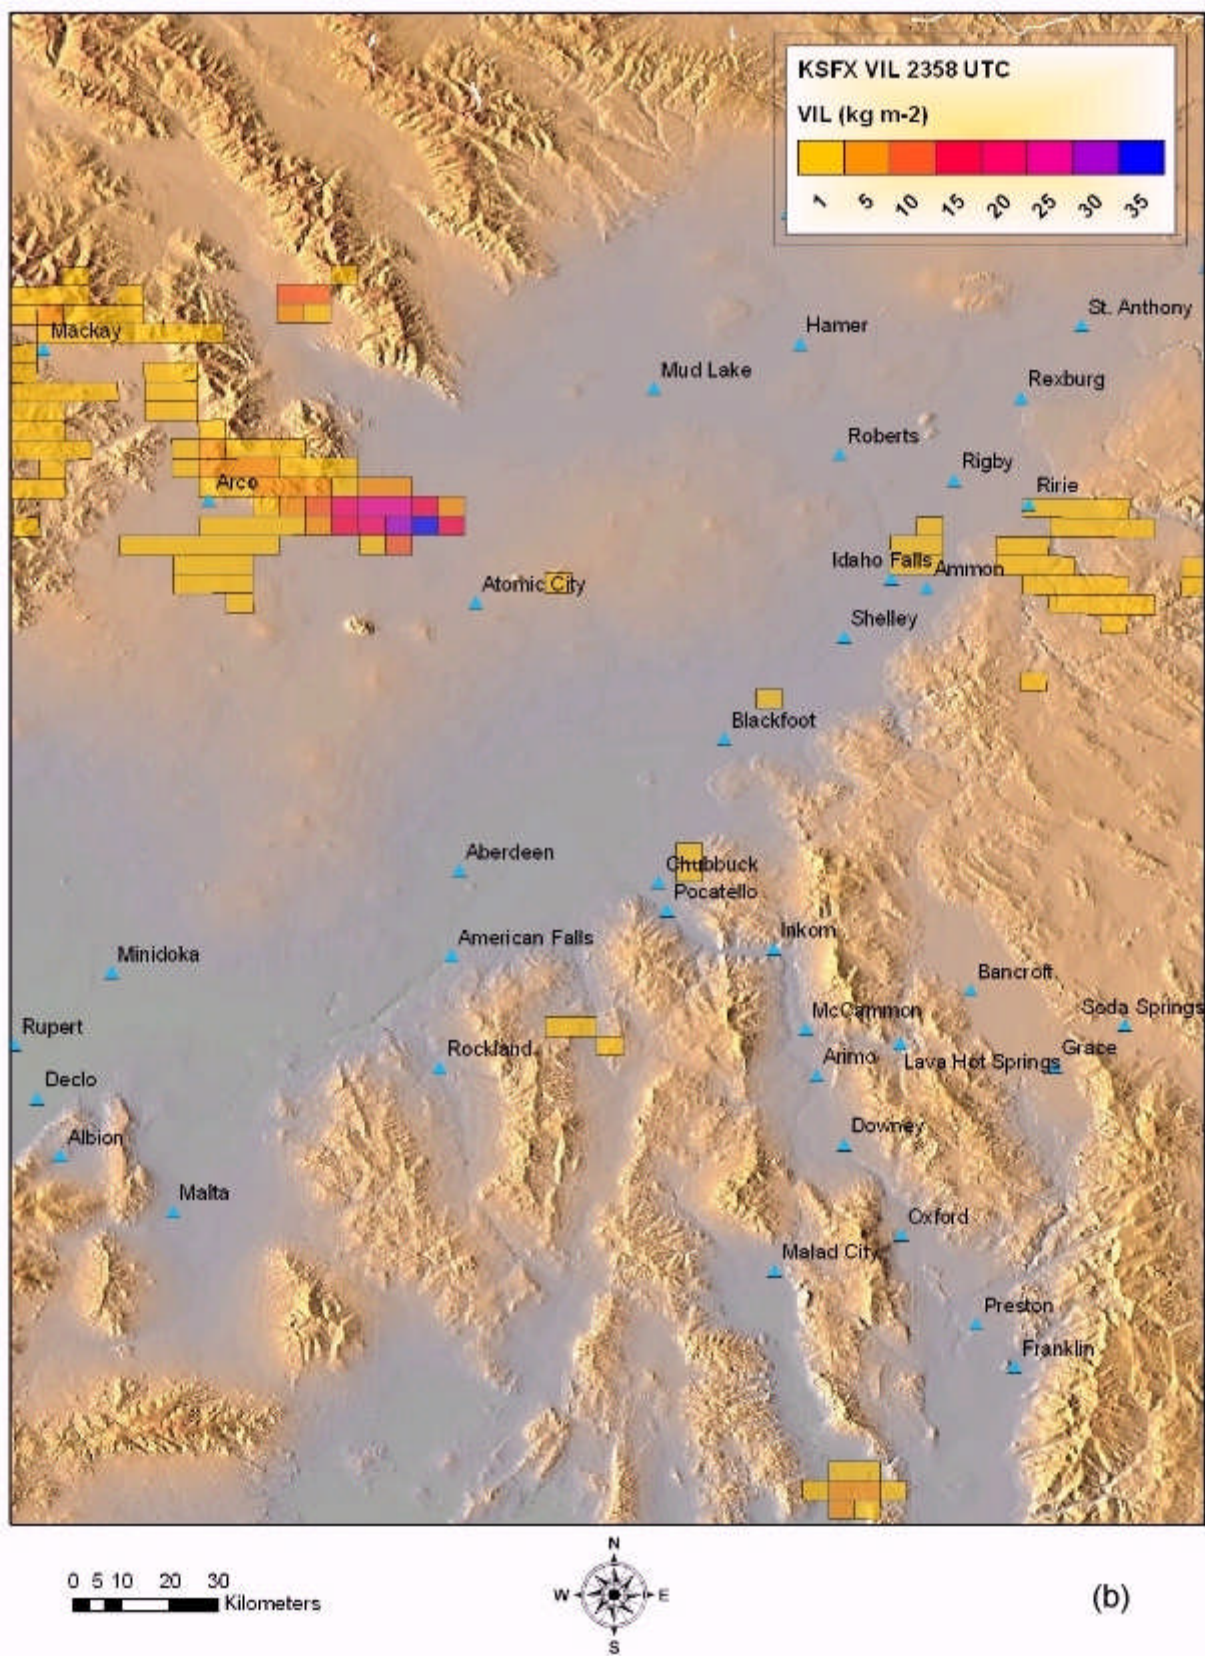 KSFX VIL 2358 UTC
VIL (kg m-2)
1 5 10 15 20 25 30 35
St. Anthony
Hamer
Mackay
Mud Lake
Rexburg
Roberts
Rigby
Arco
Ririe
Idaho Falls
Ammon
Atomic City
Shelley
Blackfoot
Aberdeen
Chubbuck
Pocatello
Inkom
American Falls
Minidoka
Bancroft
Soda Springs
McCammon
Rupert
Rockland
Arimo
Lava Hot Springs
Grace
Declo
Downey
Albion
Malta
Oxford
Malad City
Preston
Franklin
N
W E
S
0 5 10 20 30
Kilometers
(b)